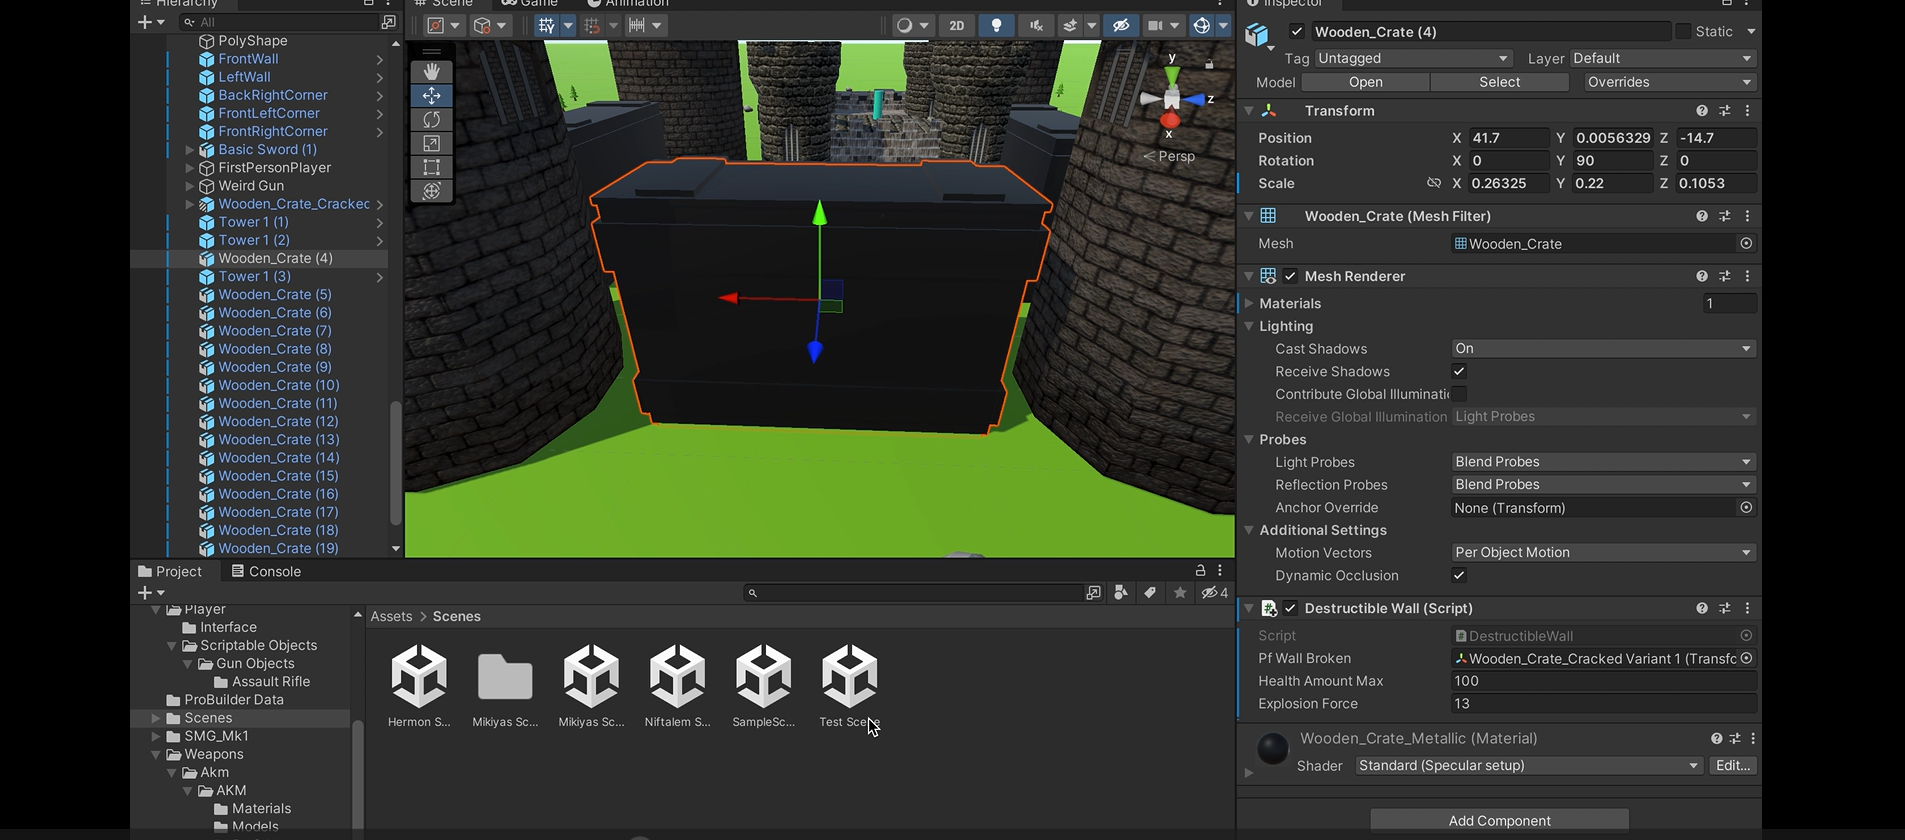 Hierarchy
All
PolyShape
FrontWall
LeftWall
BackRightCorner
FrontLeftCorner
FrontRightCorner
Basic Sword (1)
FirstPersonPlayer
Weird Gun
Wooden_Crate_Cracked
Tower 1 (1)
Tower 1 (2)
Wooden_Crate (4)
Tower 1 (3)
Wooden_Crate (5)
Wooden_Crate (6)
Wooden_Crate (7)
Wooden_Crate (8)
Wooden_Crate (9)
Wooden_Crate (10)
Wooden_Crate (11)
Wooden_Crate (12)
Wooden_Crate (13)
Wooden_Crate (14)
Wooden_Crate (15)
Wooden_Crate (16)
Wooden_Crate (17)
Wooden_Crate (18)
Wooden_Crate (19)
Scene Game Animation
2D
y
z
x
< Persp
Inspector
Wooden_Crate (4) Static
Tag Untagged Layer Default
Model Open Select Overrides
Transform
Position X 41.7 Y 0.0056329 Z -14.7
Rotation X 0 Y 90 Z 0
Scale X 0.26325 Y 0.22 Z 0.1053
Wooden_Crate (Mesh Filter)
Mesh Wooden_Crate
Mesh Renderer
Materials 1
Lighting
Cast Shadows On
Receive Shadows
Contribute Global Illuminati
Receive Global Illumination Light Probes
Probes
Light Probes Blend Probes
Reflection Probes Blend Probes
Anchor Override None (Transform)
Additional Settings
Motion Vectors Per Object Motion
Dynamic Occlusion
# Destructible Wall (Script)
Script # DestructibleWall
Pf Wall Broken Wooden_Crate_Cracked Variant 1 (Transfc
Health Amount Max 100
Explosion Force 13
Wooden_Crate_Metallic (Material)
Shader Standard (Specular setup) Edit...
Add Component
Project Console
4
Player
Interface
Scriptable Objects
Gun Objects
Assault Rifle
ProBuilder Data
Scenes
SMG_Mk1
Weapons
Akm
AKM
Materials
Models
Assets > Scenes
Hermon S... Mikiyas Sc... Mikiyas Sc... Niftalem S... SampleSc... Test Scene